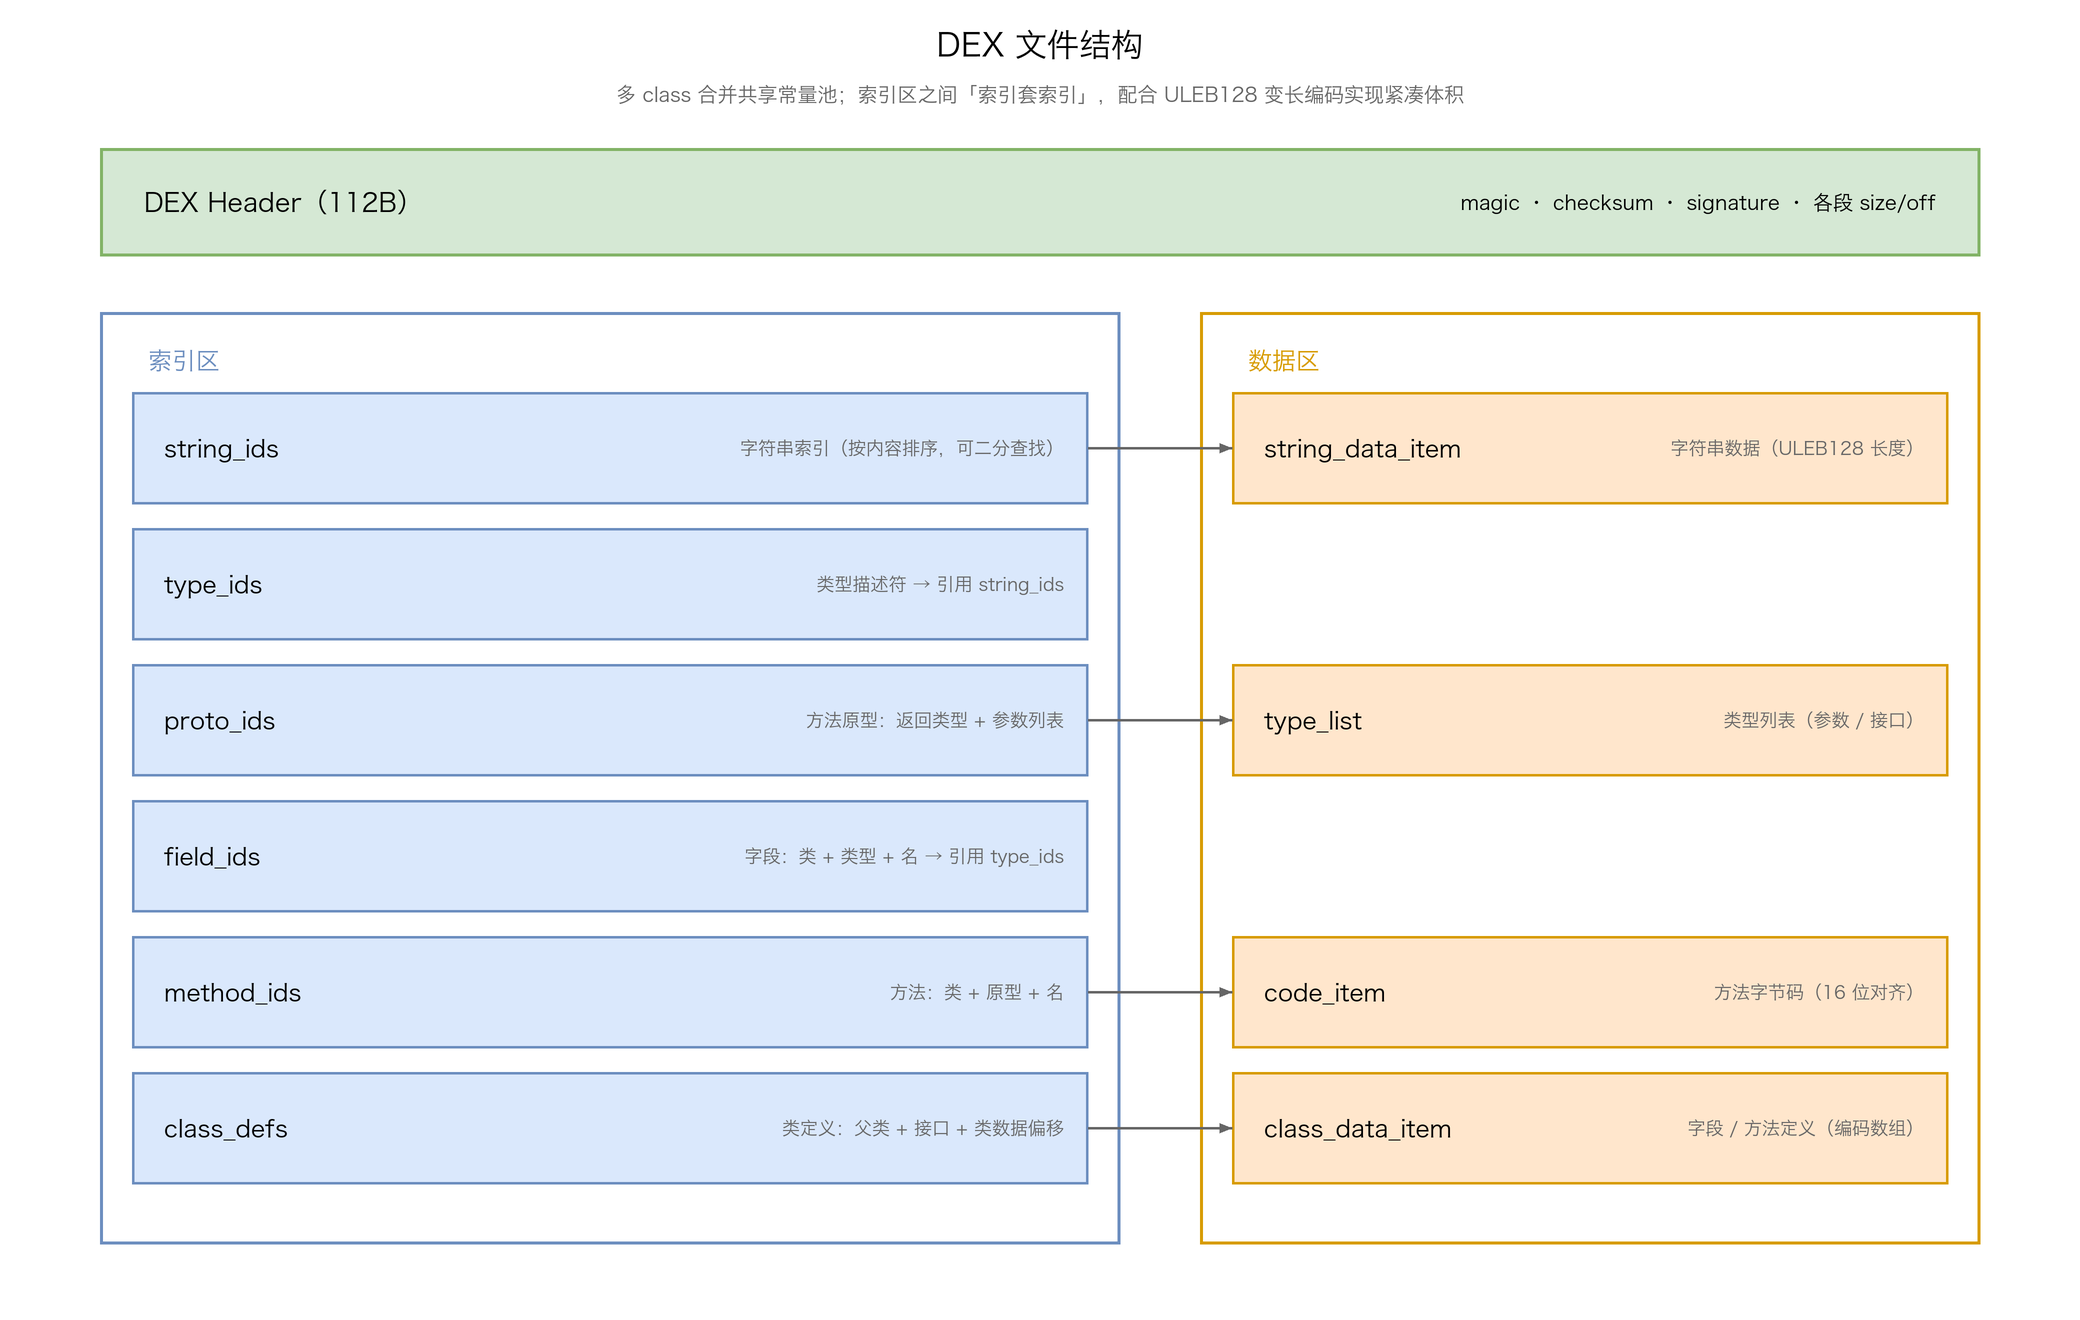 DEX 文件结构
多 class 合并共享常量池；索引区之间「索引套索引」，配合 ULEB128 变长编码实现紧凑体积
DEX Header（112B） magic · checksum · signature · 各段 size/off
索引区
string_ids 字符串索引（按内容排序，可二分查找）
type_ids 类型描述符 → 引用 string_ids
proto_ids 方法原型：返回类型 + 参数列表
field_ids 字段：类 + 类型 + 名 → 引用 type_ids
method_ids 方法：类 + 原型 + 名
class_defs 类定义：父类 + 接口 + 类数据偏移
数据区
string_data_item 字符串数据（ULEB128 长度）
type_list 类型列表（参数 / 接口）
code_item 方法字节码（16 位对齐）
class_data_item 字段 / 方法定义（编码数组）